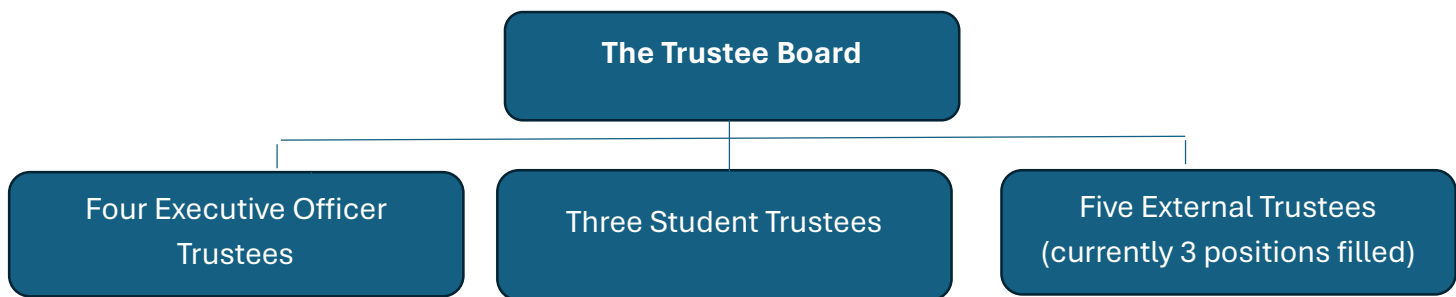 The Trustee Board
Four Executive Officer
Trustees
Three Student Trustees
Five External Trustees
(currently 3 positions filled)